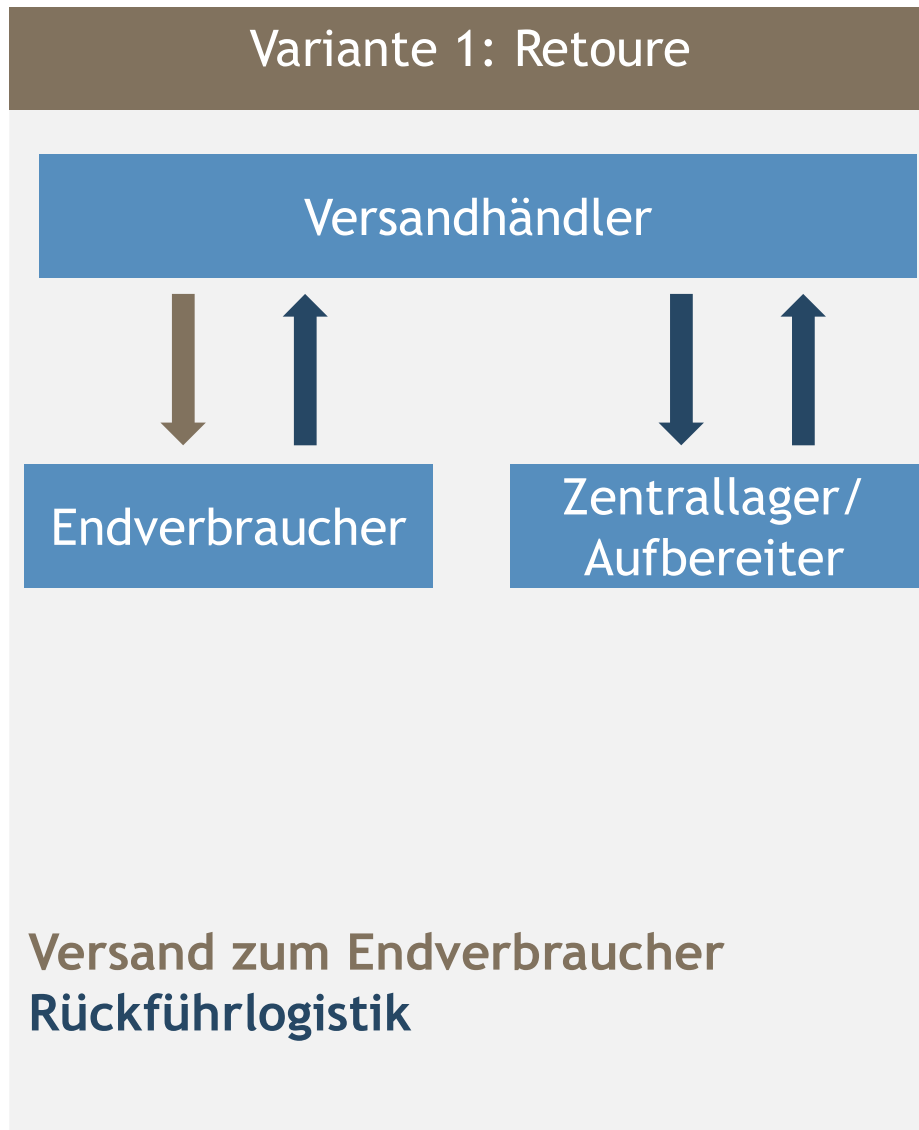 Variante 1: Retoure
Versandhändler
Endverbraucher
Zentrallager/
Aufbereiter
Versand zum Endverbraucher
Rückführlogistik